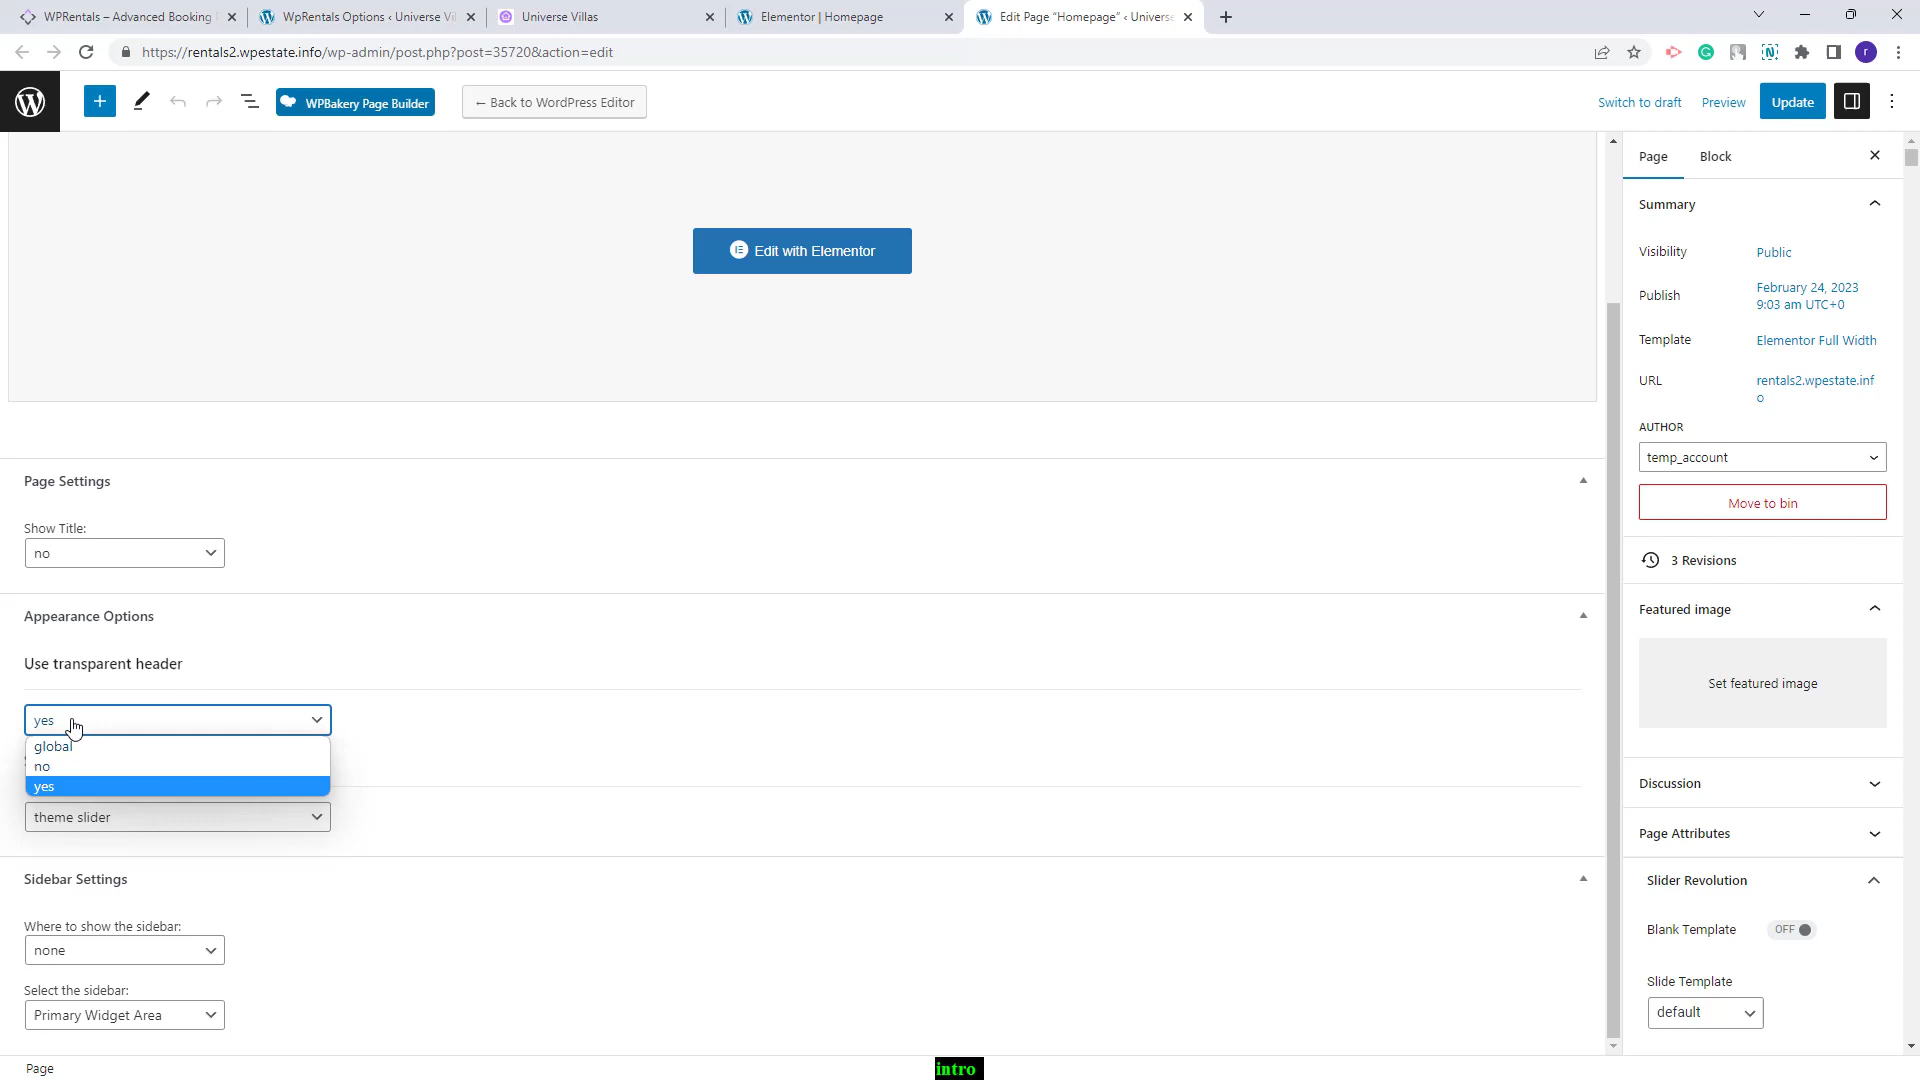 WPRentals – Advanced Booking
WpRentals Options ‹ Universe Vil
Universe Villas
Elementor | Homepage
Edit Page “Homepage” ‹ Universe
https://rentals2.wpestate.info/wp-admin/post.php?post=35720&action=edit
r
WPBakery Page Builder
← Back to WordPress Editor
Switch to draft
Preview
Update
Edit with Elementor
Page Settings
Show Title:
no
Appearance Options
Use transparent header
yes
global
no
yes
theme slider
Sidebar Settings
Where to show the sidebar:
none
Select the sidebar:
Primary Widget Area
Page
Block
Summary
Visibility
Public
Publish
February 24, 2023
9:03 am UTC+0
Template
Elementor Full Width
URL
rentals2.wpestate.inf
o
AUTHOR
temp_account
Move to bin
3 Revisions
Featured image
Set featured image
Discussion
Page Attributes
Slider Revolution
Blank Template
OFF
Slide Template
default
Page
intro